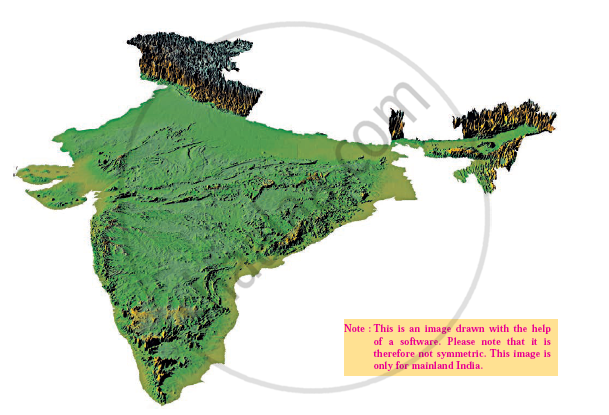 Note : This is an image drawn with the help
of a software. Please note that it is
therefore not symmetric. This image is
only for mainland India.